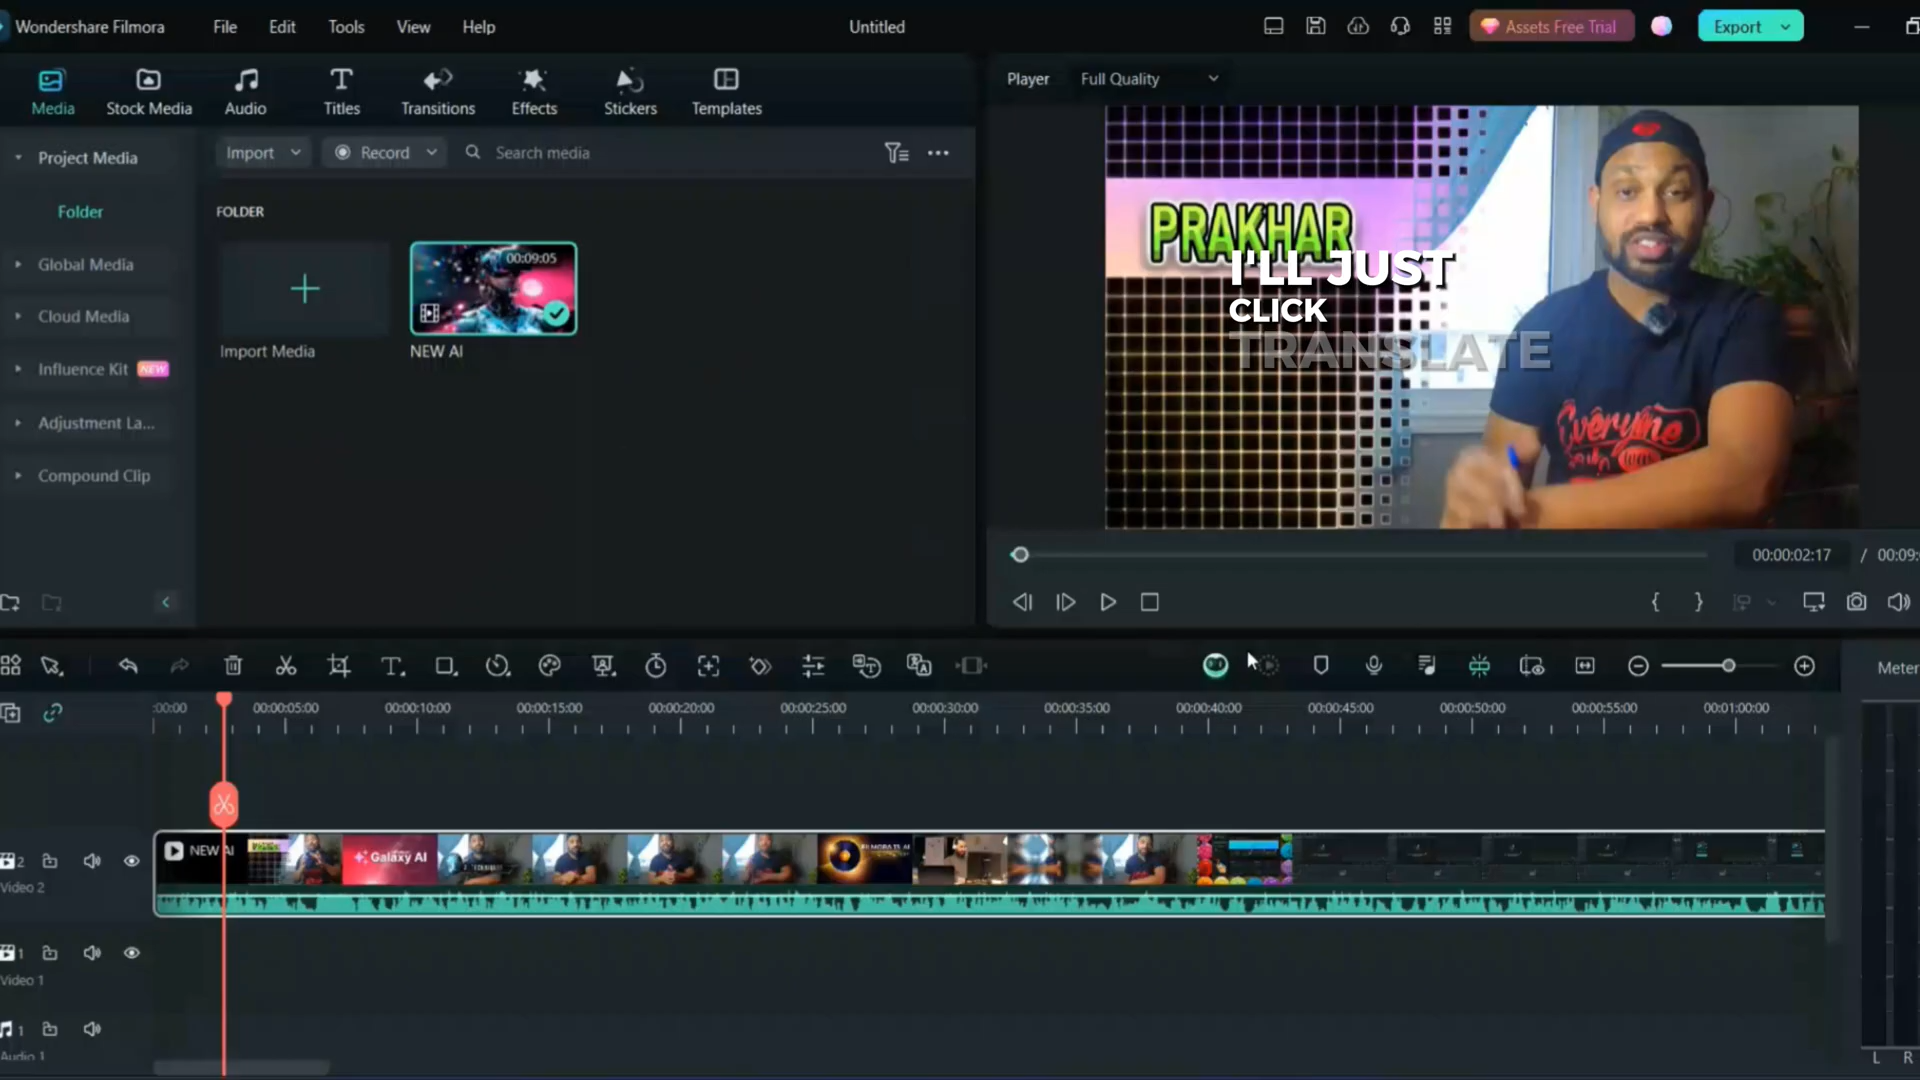 Wondershare Filmora
File
Edit
Tools
View
Help
Untitled
Assets Free Trial
Export
Media
Stock Media
Audio
Titles
Transitions
Effects
Stickers
Templates
Player
Full Quality
Project Media
Import
Record
Search media
Folder
FOLDER
Global Media
Cloud Media
Influence Kit
NEW
Adjustment La...
Compound Clip
00:09:05
Import Media
NEW AI
PRAKHAR
I'LL JUST
CLICK
TRANSLATE
Everyone
00:00:02:17
/
00:09:
Meter
:00:00
00:00:05:00
00:00:10:00
00:00:15:00
00:00:20:00
00:00:25:00
00:00:30:00
00:00:35:00
00:00:40:00
00:00:45:00
00:00:50:00
00:00:55:00
00:01:00:00
NEW AI
Galaxy AI
2
Video 2
1
Video 1
1
Audio 1
L
R